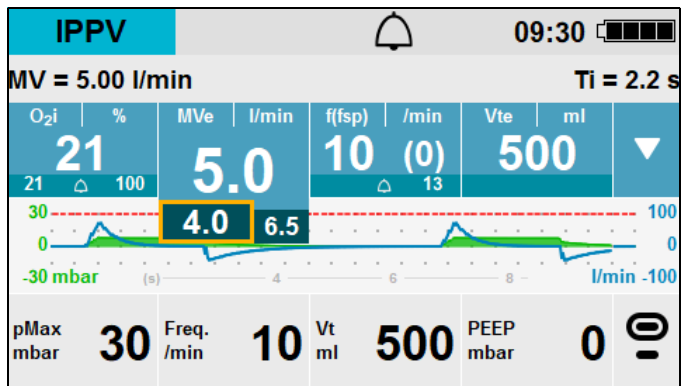 IPPV 09:30
MV = 5.00 l/min Ti = 2.2 s
O₂i % MVe l/min f(fsp) /min Vte ml
21 5.0 10 (0) 500
21 100 13
4.0 6.5
30 100
0 0
-30 mbar (s) 4 6 8 l/min -100
pMax mbar 30 Freq. /min 10 Vt ml 500 PEEP mbar 0